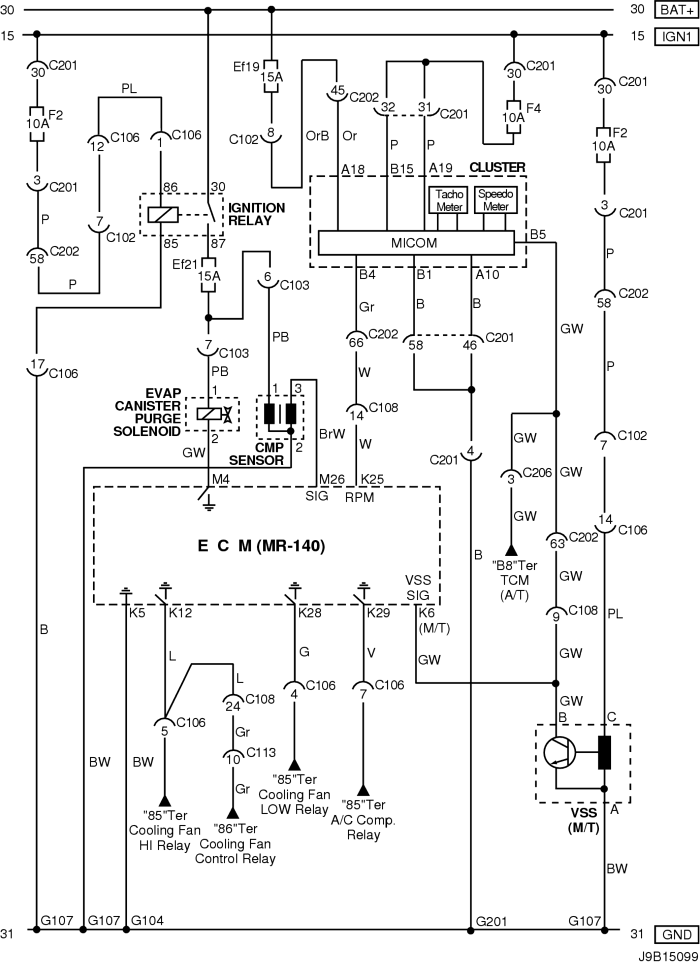 30
30 BAT+
15
15 IGN1
C201
30
F2
10A
3
C201
P
58
C202
P
PL
12
C106
7
C102
1
C106
86
30
IGNITION
RELAY
85
87
Ef21
15A
6
C103
7
C103
PB
PB
17
C106
Ef19
15A
C102
8
OrB
45
C202
Or
32
31
C201
P
P
C201
30
F4
10A
A18
B15
A19
CLUSTER
Tacho
Meter
Speedo
Meter
MICOM
B5
B4
B1
A10
Gr
B
B
C202
66
58
46
C201
W
C108
14
W
C201
4
GW
C201
30
F2
10A
3
C201
P
C202
58
P
C102
7
14
C106
PL
EVAP
CANISTER
PURGE
SOLENOID
1
2
GW
1
3
2
CMP
SENSOR
BrW
M4
M26
K25
SIG
RPM
E C M (MR-140)
VSS
SIG
K5
K12
K28
K29
K6
(M/T)
GW
GW
3
C206
GW
"B8"Ter
TCM
(A/T)
GW
C202
63
GW
C108
9
GW
GW
GW
B
C
A
VSS
(M/T)
BW
B
B
BW
BW
L
L
C108
24
Gr
C113
10
Gr
C106
5
"85"Ter
Cooling Fan
HI Relay
"86"Ter
Cooling Fan
Control Relay
G
C106
4
"85"Ter
Cooling Fan
LOW Relay
V
C106
7
"85"Ter
A/C Comp.
Relay
31
G107
G107
G104
G201
G107
31 GND
J9B15099